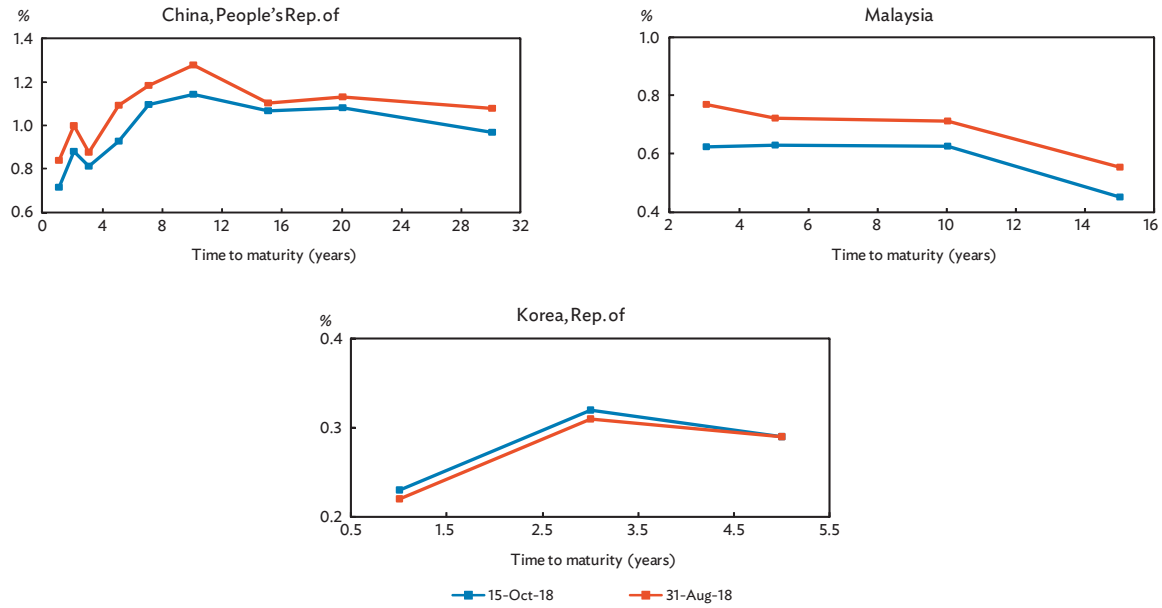 China, People's Rep. of
%
1.4
1.2
1.0
0.8
0.6
0 4 8 12 16 20 24 28 32
Time to maturity (years)
Malaysia
%
1.0
0.8
0.6
0.4
2 4 6 8 10 12 14 16
Time to maturity (years)
Korea, Rep. of
%
0.4
0.3
0.2
0.5 1.5 2.5 3.5 4.5 5.5
Time to maturity (years)
15-Oct-18 31-Aug-18